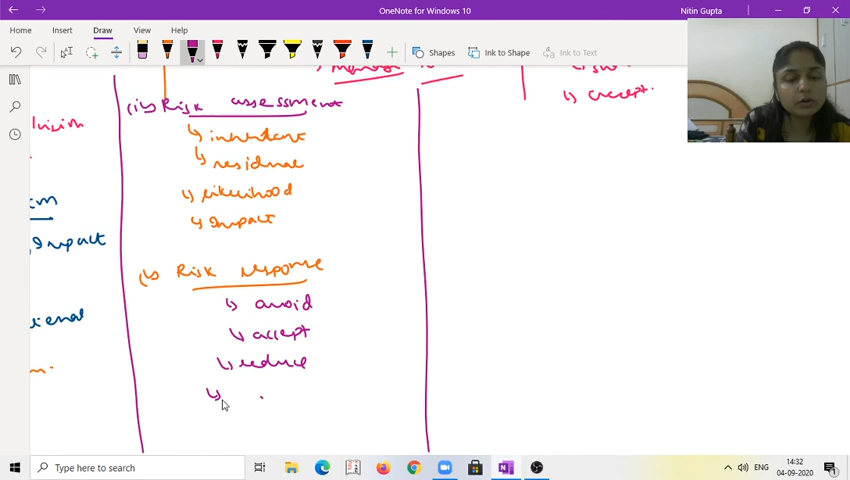 OneNote for Windows 10
Nitin Gupta
Home Insert Draw View Help
Shapes
Ink to Shape
Ink to Text
(↳ Risk assessment
↳ inherent
↳ residual
↳ likelihood
↳ Impact
(↳ Risk response
↳ avoid
↳ accept
↳ reduce
↳
↳ accept.
Impact
Type here to search
ENG
14:32
04-09-2020